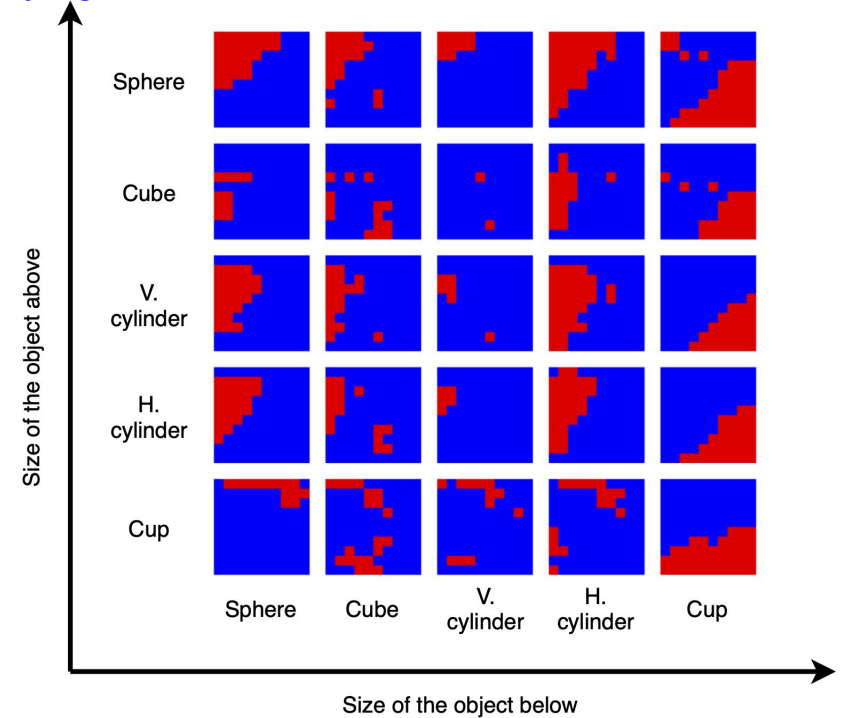 Sphere
Cube
V.
cylinder
H.
cylinder
Cup
Sphere
Cube
V.
cylinder
H.
cylinder
Cup
Size of the object above
Size of the object below